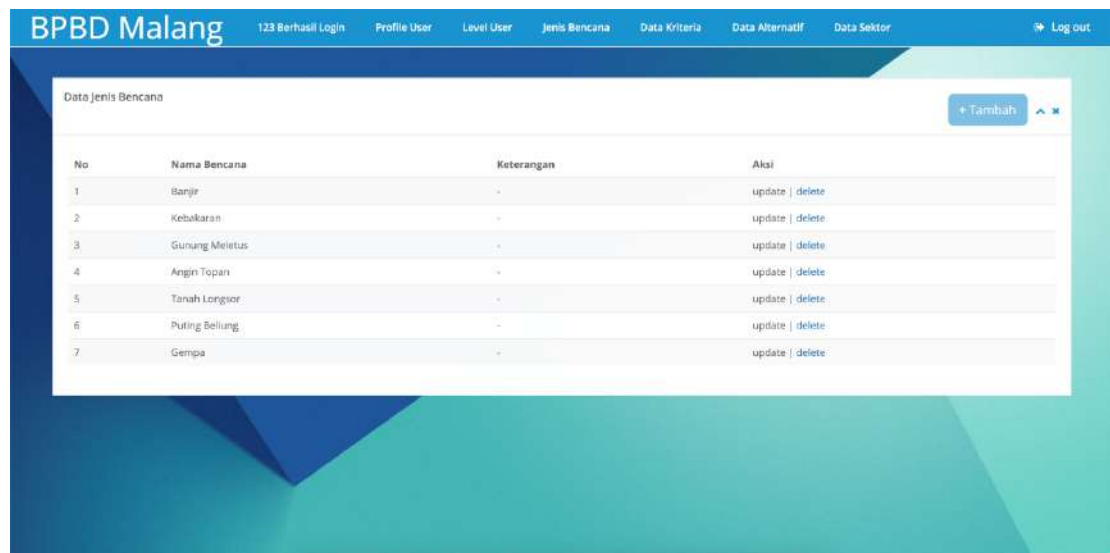 BPBD Malang 123 Berhasil Login Profile User Level User Jenis Bencana Data Kriteria Data Alternatif Data Sektor Log out
Data Jenis Bencana + Tambah
No Nama Bencana Keterangan Aksi
1 Banjir - update | delete
2 Kebakaran - update | delete
3 Gunung Meletus - update | delete
4 Angin Topan - update | delete
5 Tanah Longsor - update | delete
6 Puting Beliung - update | delete
7 Gempa - update | delete